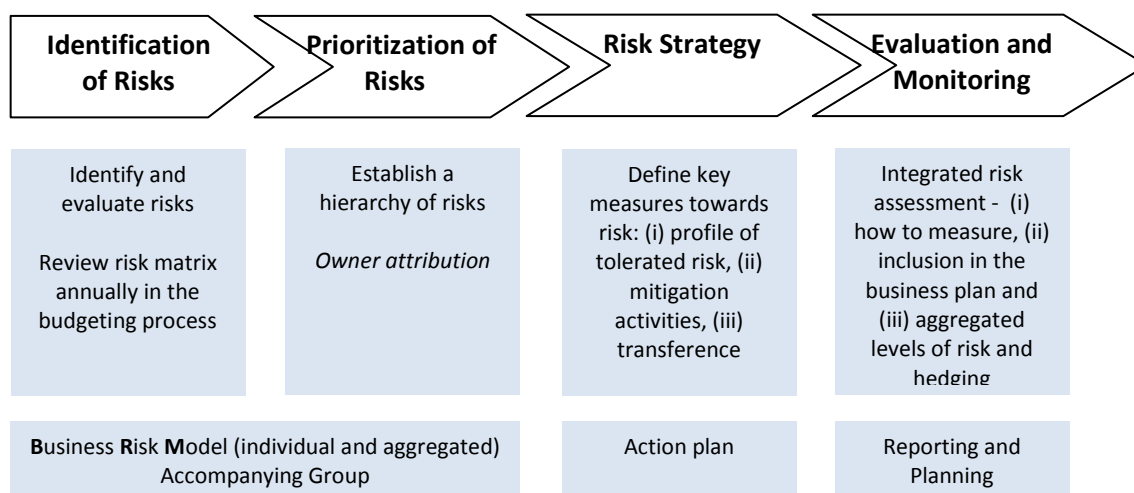 Identification
of Risks
Prioritization of
Risks
Risk Strategy
Evaluation and
Monitoring
Identify and
evaluate risks
Review risk matrix
annually in the
budgeting process
Establish a
hierarchy of risks
Owner attribution
Define key
measures towards
risk: (i) profile of
tolerated risk, (ii)
mitigation
activities, (iii)
transference
Integrated risk
assessment - (i)
how to measure, (ii)
inclusion in the
business plan and
(iii) aggregated
levels of risk and
hedging
Business Risk Model (individual and aggregated)
Accompanying Group
Action plan
Reporting and
Planning